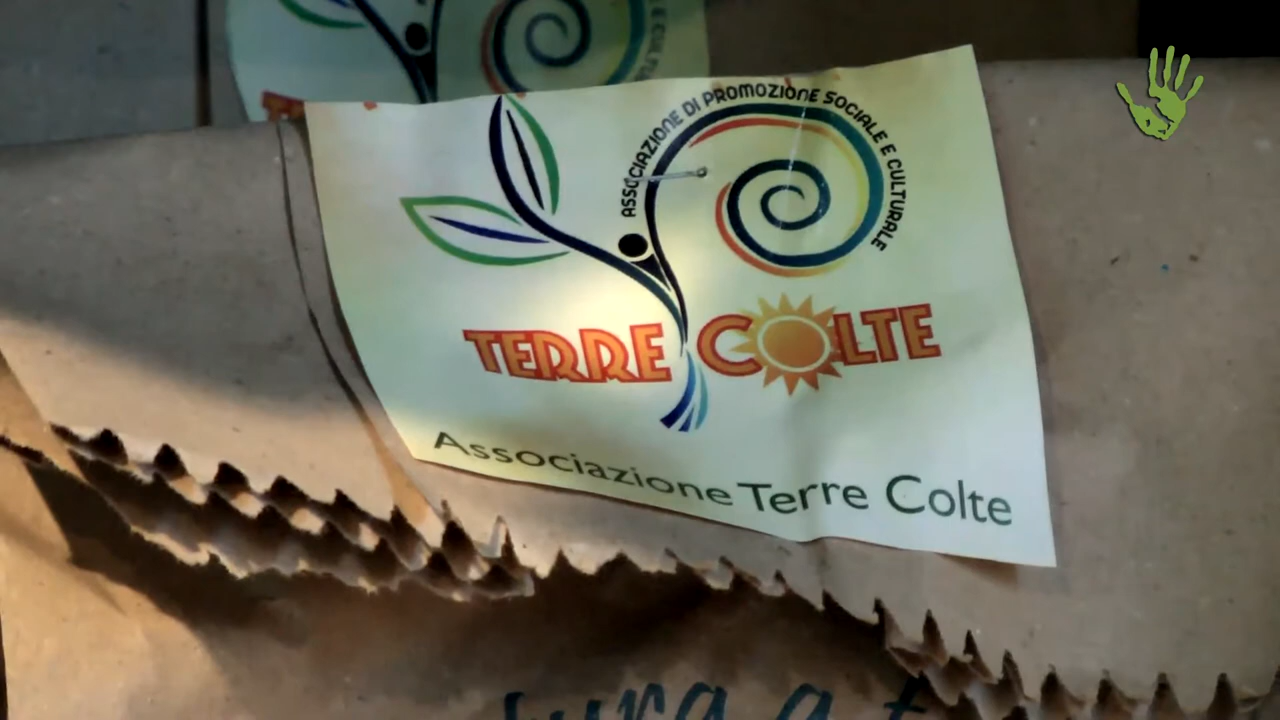 ASSOCIAZIONE DI PROMOZIONE SOCIALE E CULTURALE
TERRE COLTE
Associazione Terre Colte